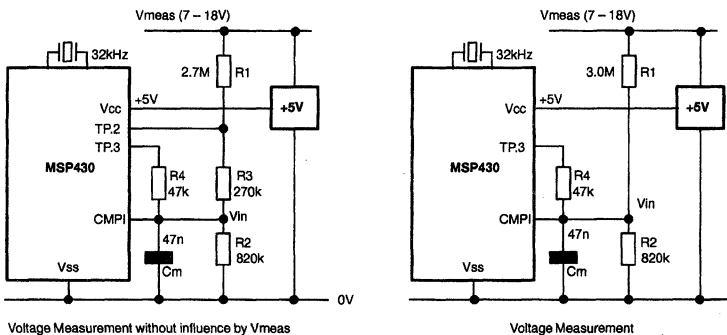 Vmeas (7 – 18V)
32kHz
2.7M
R1
+5V
Vcc
+5V
TP.2
TP.3
MSP430
R4
47k
R3
270k
CMPI
Vin
47n
R2
820k
Cm
Vss
0V
Voltage Measurement without influence by Vmeas
Vmeas (7 – 18V)
32kHz
3.0M
R1
+5V
Vcc
+5V
TP.3
MSP430
R4
47k
Vin
CMPI
47n
R2
820k
Cm
Vss
Voltage Measurement